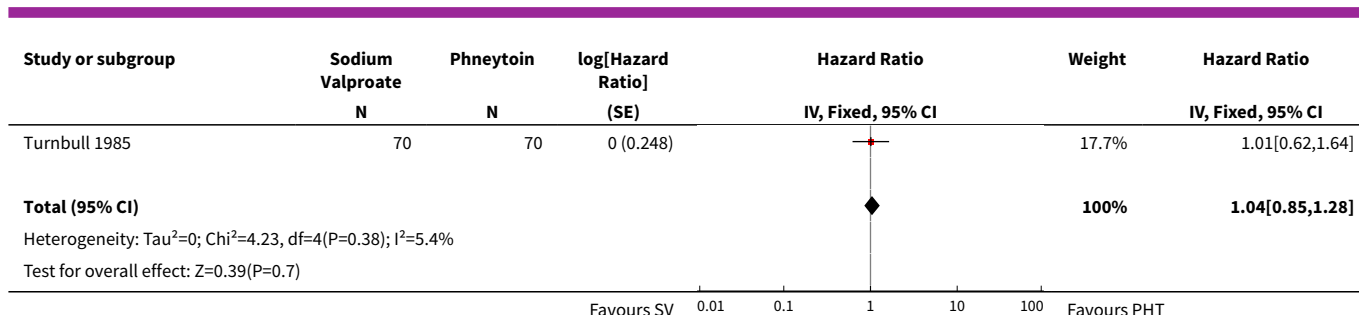 Study or subgroup Sodium Valproate Phneytoin log[Hazard Ratio] Hazard Ratio Weight Hazard Ratio
N N (SE) IV, Fixed, 95% CI IV, Fixed, 95% CI
Turnbull 1985 70 70 0 (0.248) 17.7% 1.01[0.62,1.64]
Total (95% CI) 100% 1.04[0.85,1.28]
Heterogeneity: Tau²=0; Chi²=4.23, df=4(P=0.38); I²=5.4%
Test for overall effect: Z=0.39(P=0.7)
Favours SV 0.01 0.1 1 10 100 Favours PHT